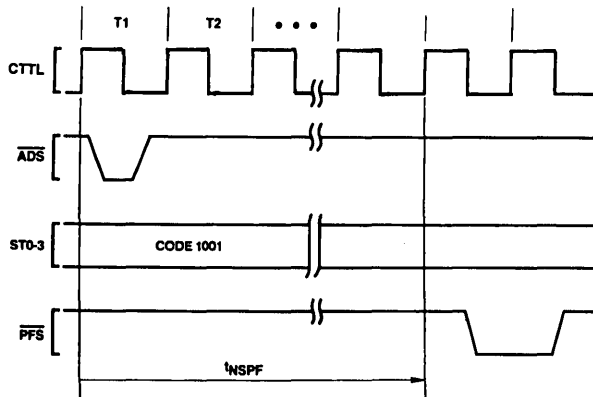 T1 T2 • • •
CTTL
ADS
ST0-3 CODE 1001
PFS
tNSPF